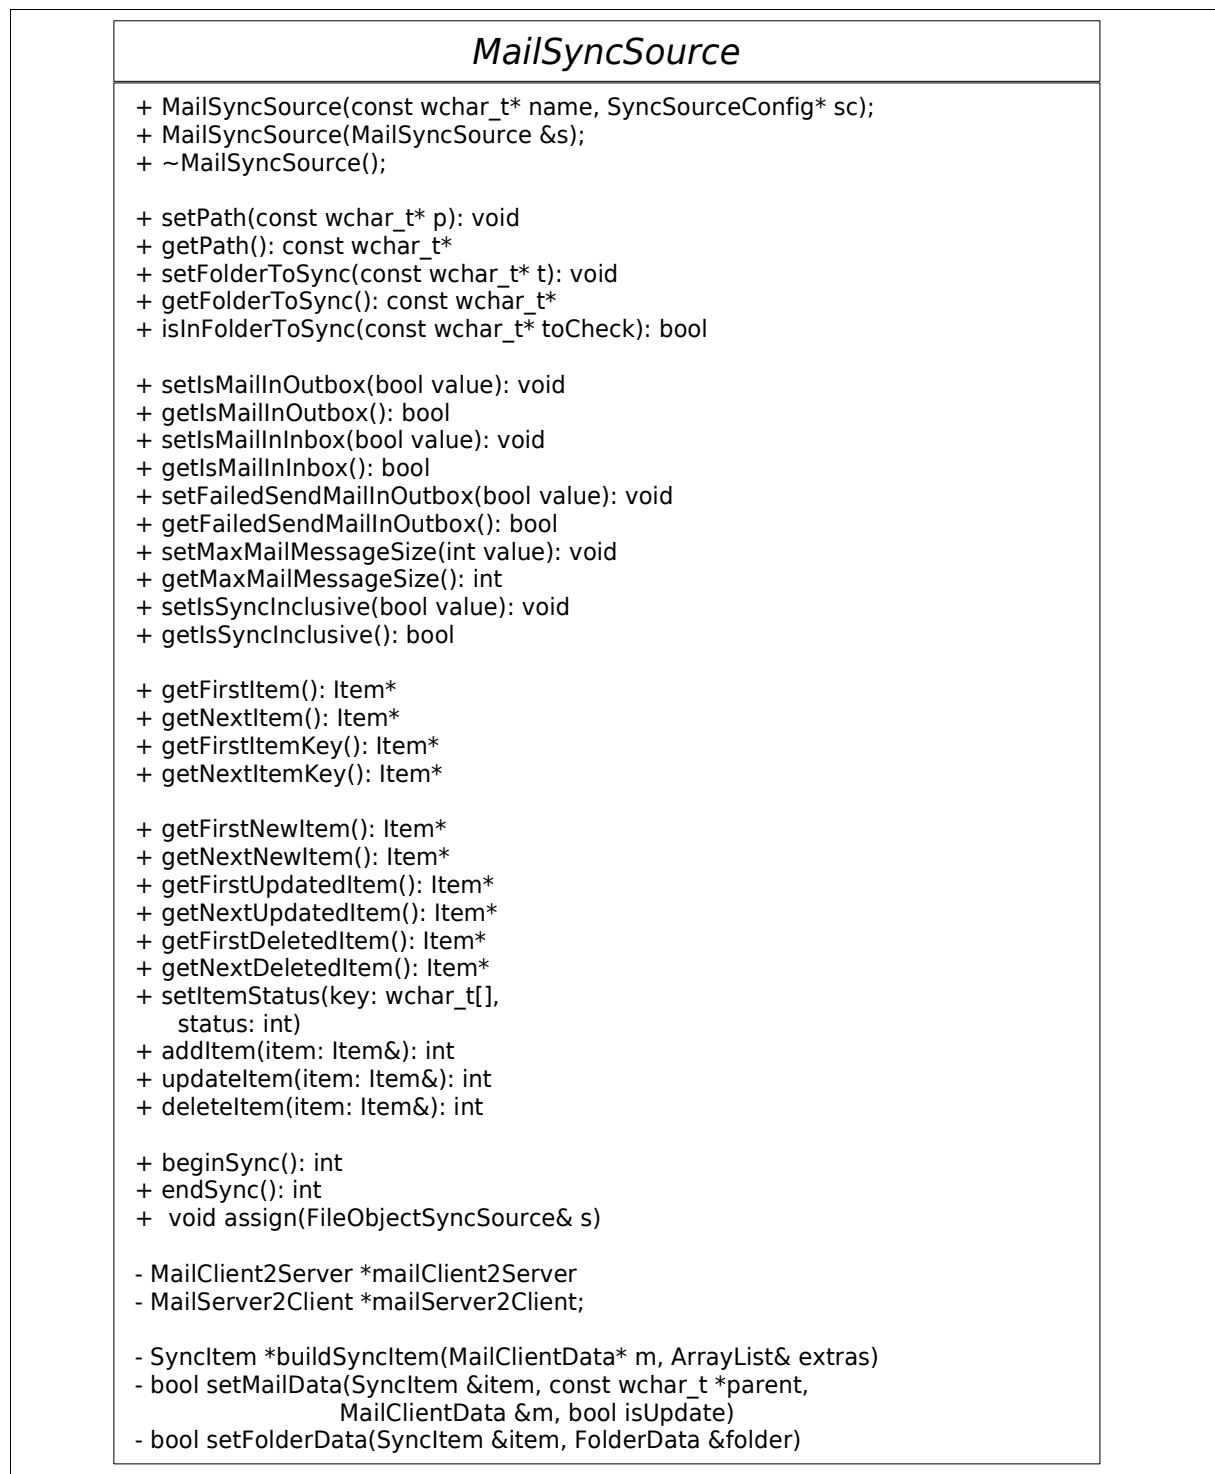 MailSyncSource
+ MailSyncSource(const wchar_t* name, SyncSourceConfig* sc);
+ MailSyncSource(MailSyncSource &s);
+ ~MailSyncSource();
+ setPath(const wchar_t* p): void
+ getPath(): const wchar_t*
+ setFolderToSync(const wchar_t* t): void
+ getFolderToSync(): const wchar_t*
+ isInFolderToSync(const wchar_t* toCheck): bool
+ setIsMailInOutbox(bool value): void
+ getIsMailInOutbox(): bool
+ setIsMailInInbox(bool value): void
+ getIsMailInInbox(): bool
+ setFailedSendMailInOutbox(bool value): void
+ getFailedSendMailInOutbox(): bool
+ setMaxMailMessageSize(int value): void
+ getMaxMailMessageSize(): int
+ setIsSyncInclusive(bool value): void
+ getIsSyncInclusive(): bool
+ getFirstItem(): Item*
+ getNextItem(): Item*
+ getFirstItemKey(): Item*
+ getNextItemKey(): Item*
+ getFirstNewItem(): Item*
+ getNextNewItem(): Item*
+ getFirstUpdatedItem(): Item*
+ getNextUpdatedItem(): Item*
+ getFirstDeletedItem(): Item*
+ getNextDeletedItem(): Item*
+ setItemStatus(key: wchar_t[],
status: int)
+ addItem(item: Item&): int
+ updateItem(item: Item&): int
+ deleteItem(item: Item&): int
+ beginSync(): int
+ endSync(): int
+ void assign(FileObjectSyncSource& s)
- MailClient2Server *mailClient2Server
- MailServer2Client *mailServer2Client;
- SyncItem *buildSyncItem(MailClientData* m, ArrayList& extras)
- bool setMailData(SyncItem &item, const wchar_t *parent,
MailClientData &m, bool isUpdate)
- bool setFolderData(SyncItem &item, FolderData &folder)